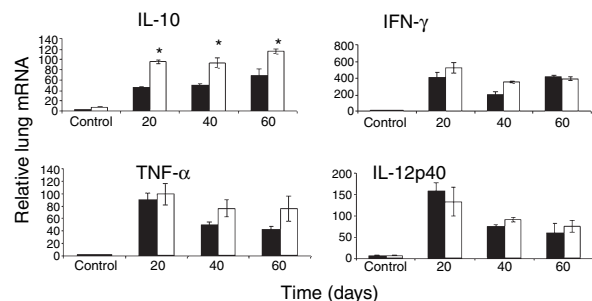 IL-10
IFN-γ
Relative lung mRNA
140
120
100
80
60
40
20
0
* * *
Control 20 40 60
800
600
400
200
0
Control 20 40 60
TNF-α
IL-12p40
140
120
100
80
60
40
20
0
Control 20 40 60
200
150
100
50
0
Control 20 40 60
Time (days)